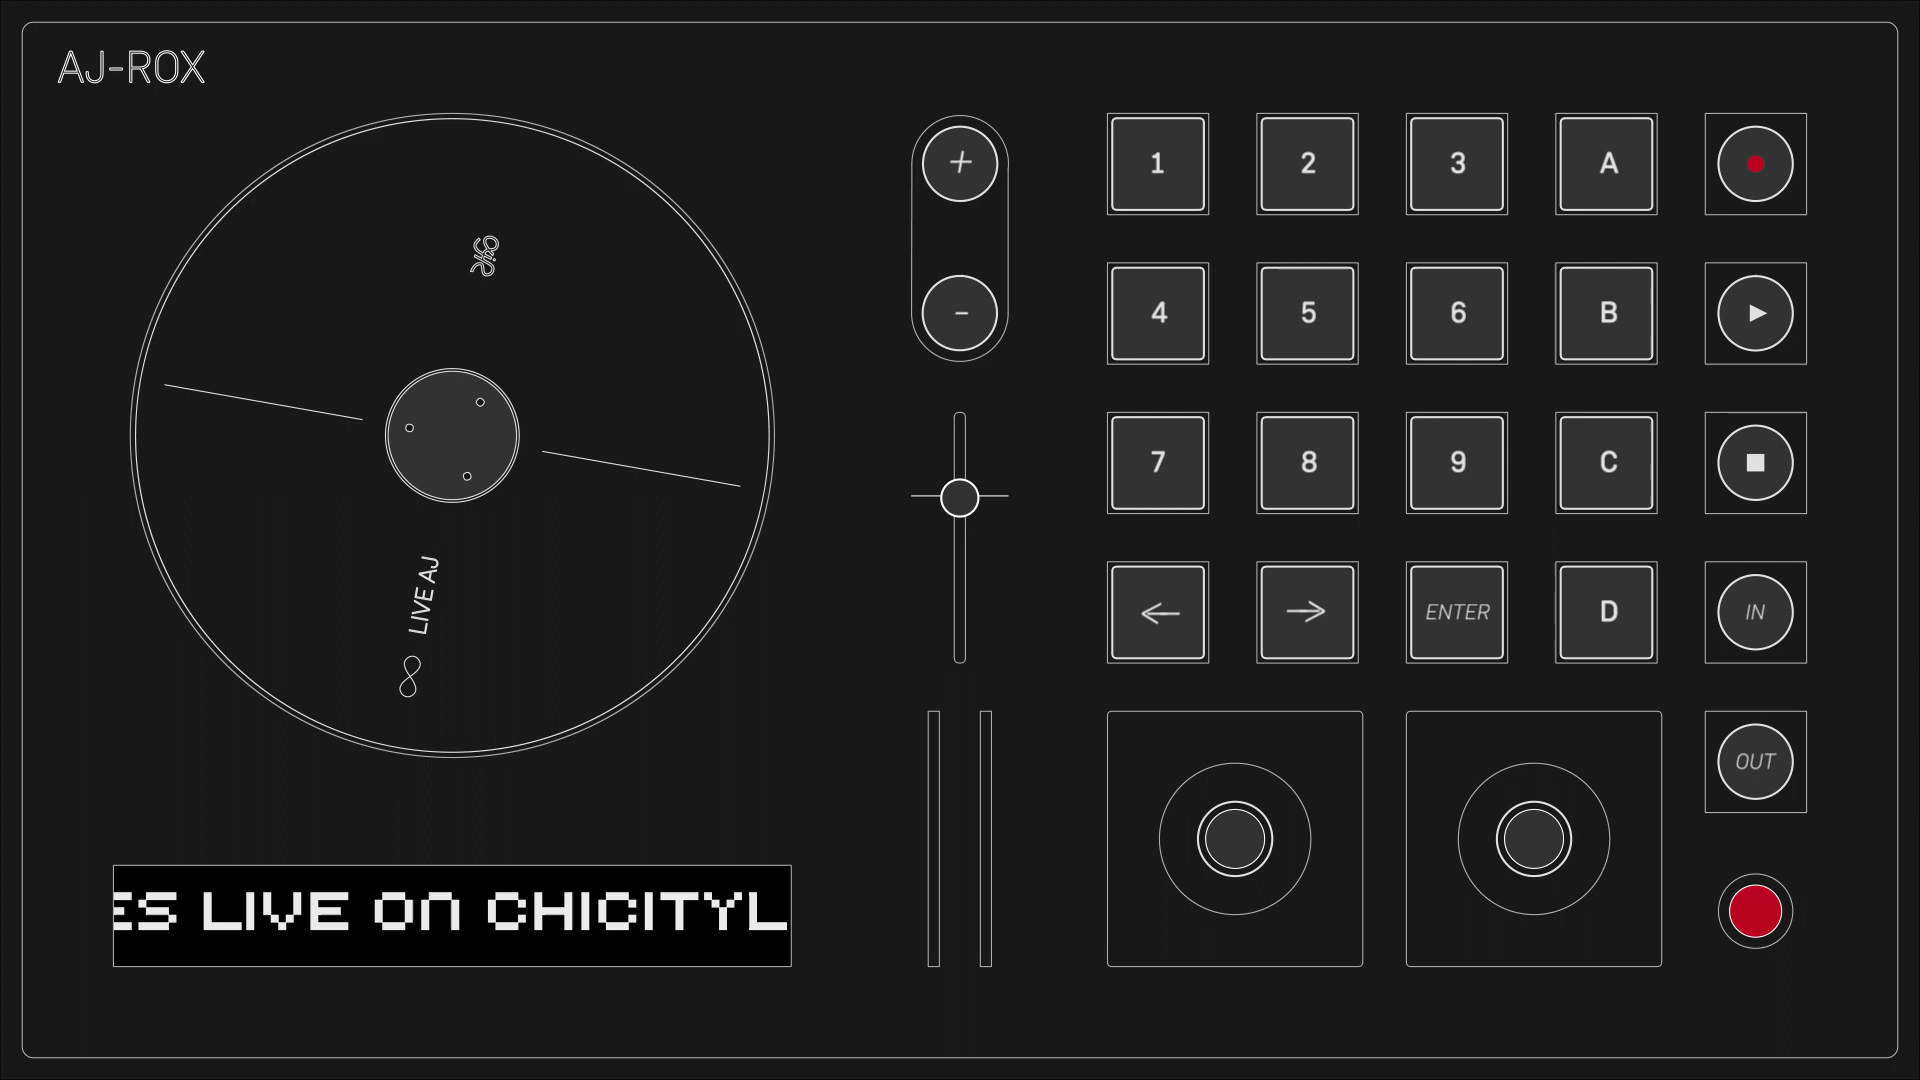 AJ-ROX
+
1 2 3 A
-
4 5 6 B
7 8 9 C
← → ENTER D
IN
LIVE AJ
OUT
ES LIVE ON CHICITYL